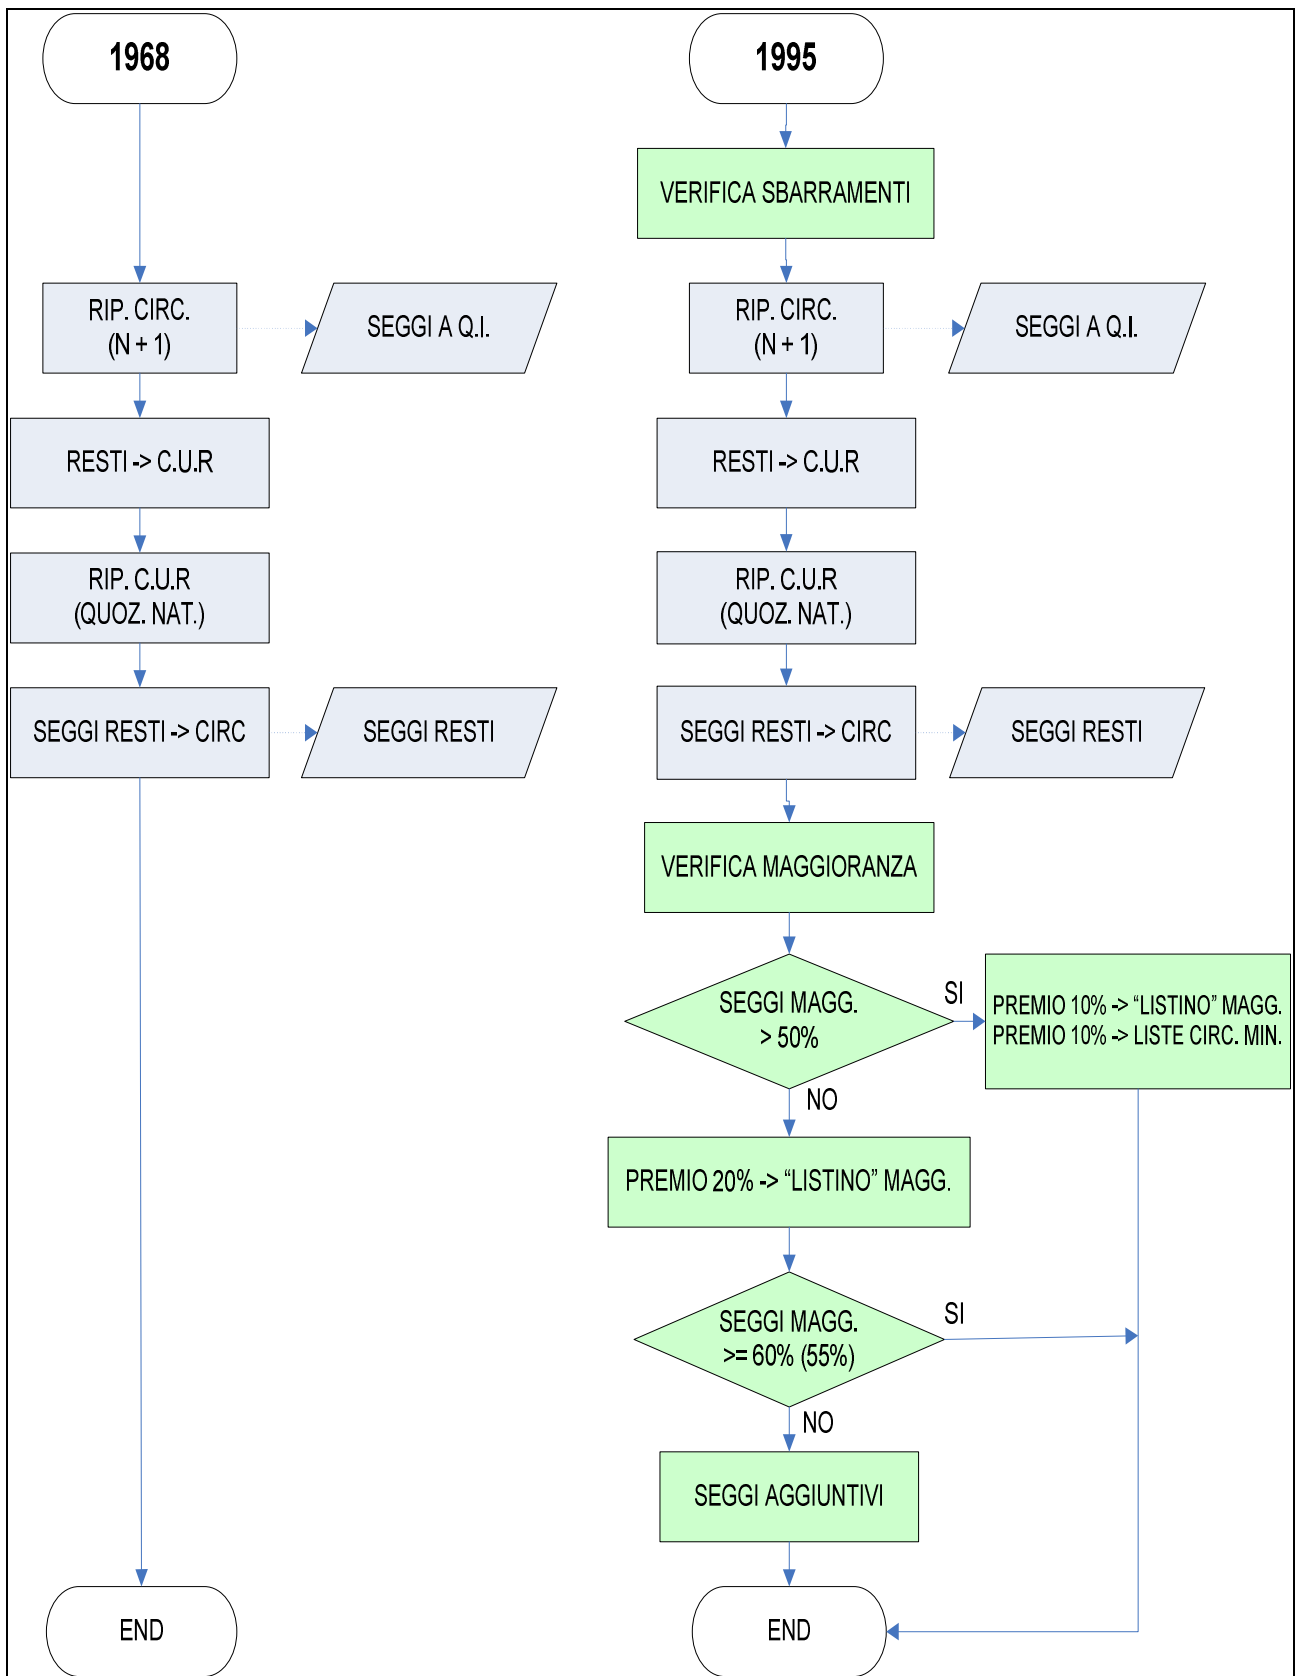 1968
RIP. CIRC.
(N + 1)
SEGGI A Q.I.
RESTI -> C.U.R
RIP. C.U.R
(QUOZ. NAT.)
SEGGI RESTI -> CIRC
SEGGI RESTI
END
1995
VERIFICA SBARRAMENTI
RIP. CIRC.
(N + 1)
SEGGI A Q.I.
RESTI -> C.U.R
RIP. C.U.R
(QUOZ. NAT.)
SEGGI RESTI -> CIRC
SEGGI RESTI
VERIFICA MAGGIORANZA
SEGGI MAGG.
> 50%
SI
PREMIO 10% -> “LISTINO” MAGG.
PREMIO 10% -> LISTE CIRC. MIN.
NO
PREMIO 20% -> “LISTINO” MAGG.
SEGGI MAGG.
>= 60% (55%)
SI
NO
SEGGI AGGIUNTIVI
END